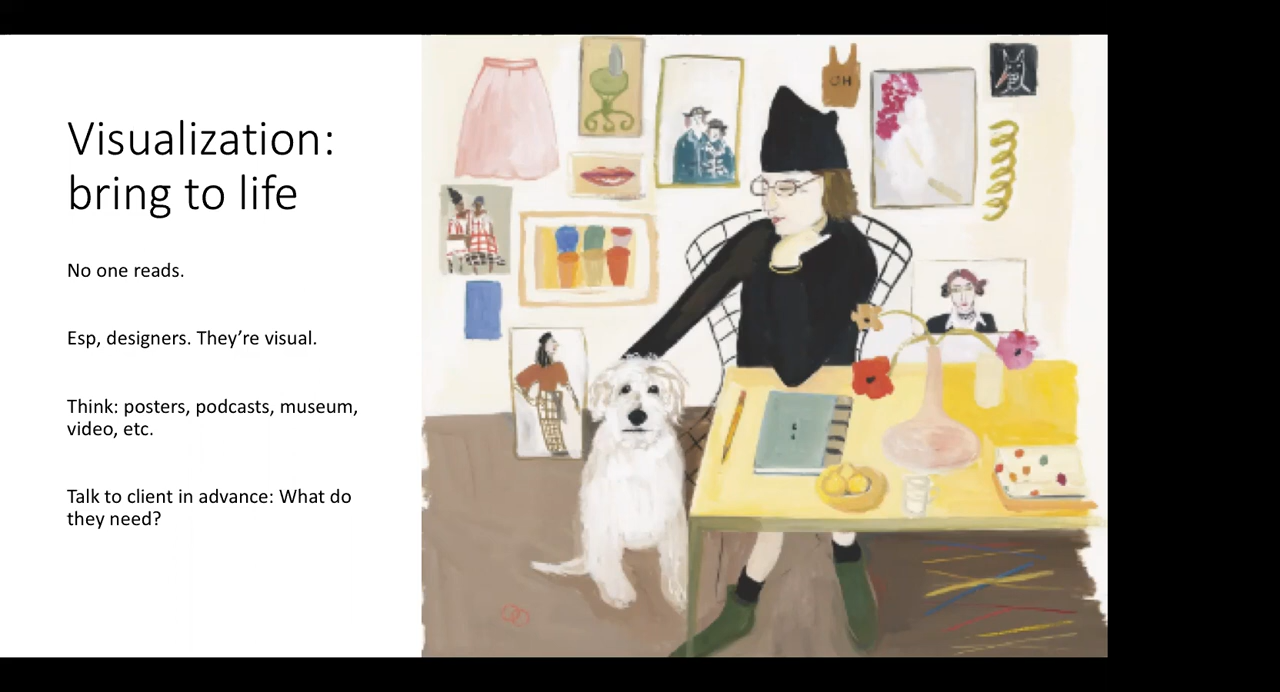 Visualization:
bring to life
No one reads.
Esp, designers. They’re visual.
Think: posters, podcasts, museum,
video, etc.
Talk to client in advance: What do
they need?
OH